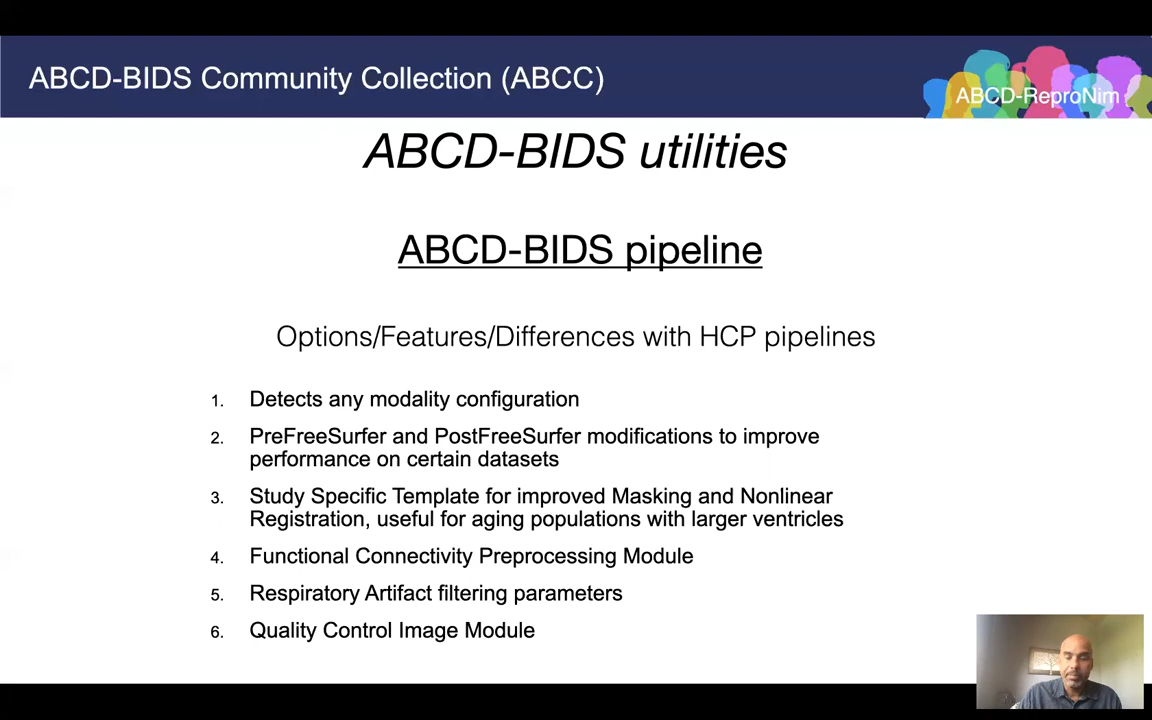 ABCD-BIDS Community Collection (ABCC)
ABCD-ReproNim
ABCD-BIDS utilities
ABCD-BIDS pipeline
Options/Features/Differences with HCP pipelines
1. Detects any modality configuration
2. PreFreeSurfer and PostFreeSurfer modifications to improve
performance on certain datasets
3. Study Specific Template for improved Masking and Nonlinear
Registration, useful for aging populations with larger ventricles
4. Functional Connectivity Preprocessing Module
5. Respiratory Artifact filtering parameters
6. Quality Control Image Module